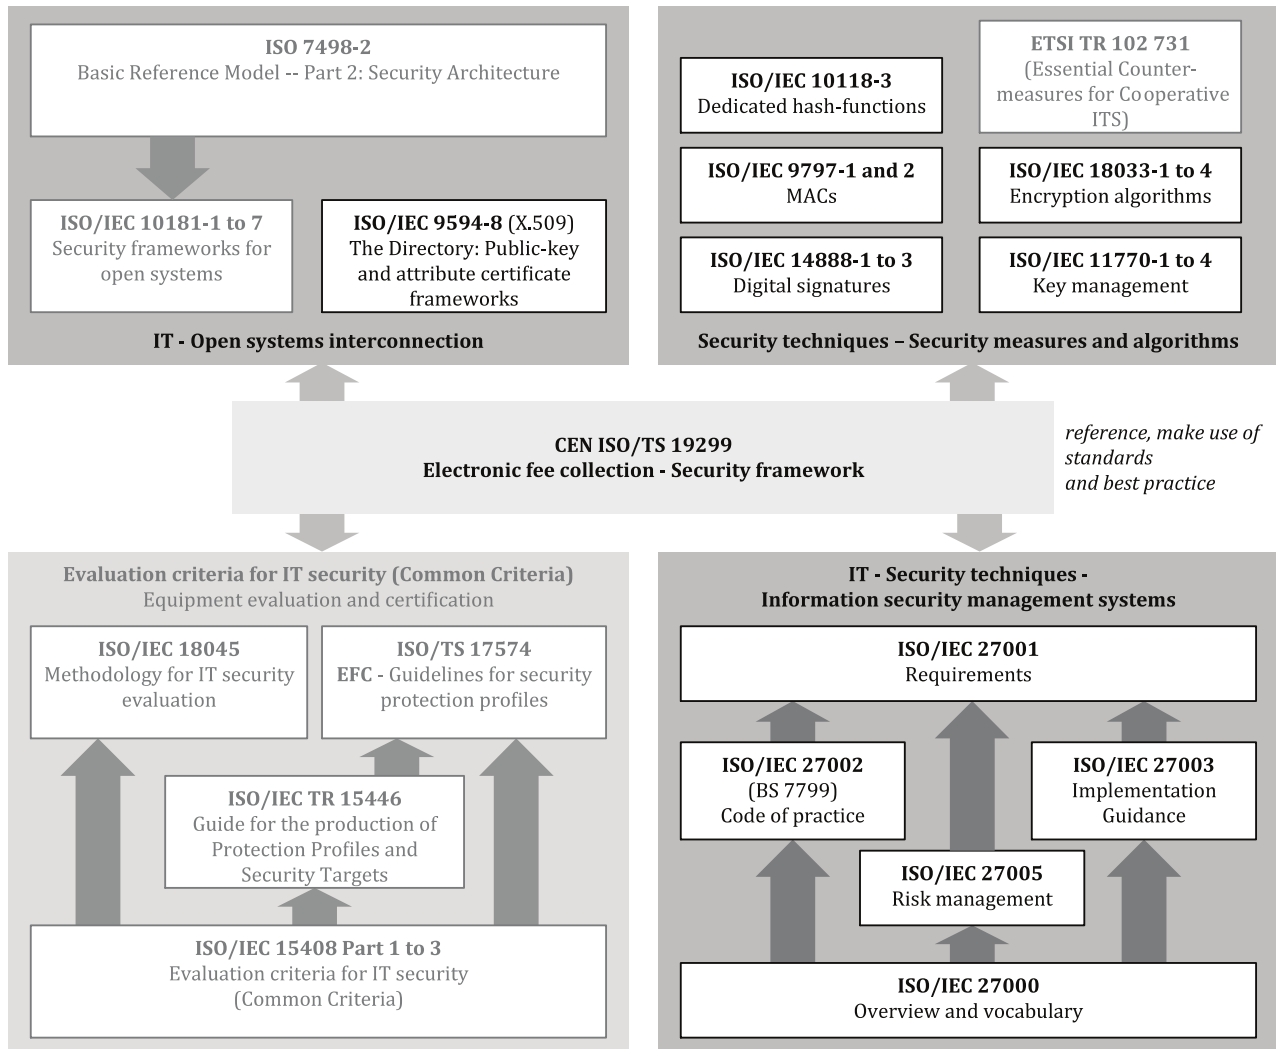 ISO 7498-2
Basic Reference Model -- Part 2: Security Architecture
ISO/IEC 10181-1 to 7
Security frameworks for
open systems
ISO/IEC 9594-8 (X.509)
The Directory: Public-key
and attribute certificate
frameworks
IT - Open systems interconnection
ISO/IEC 10118-3
Dedicated hash-functions
ETSI TR 102 731
(Essential Counter-
measures for Cooperative
ITS)
ISO/IEC 9797-1 and 2
MACs
ISO/IEC 18033-1 to 4
Encryption algorithms
ISO/IEC 14888-1 to 3
Digital signatures
ISO/IEC 11770-1 to 4
Key management
Security techniques – Security measures and algorithms
CEN ISO/TS 19299
Electronic fee collection - Security framework
reference, make use of
standards
and best practice
Evaluation criteria for IT security (Common Criteria)
Equipment evaluation and certification
ISO/IEC 18045
Methodology for IT security
evaluation
ISO/TS 17574
EFC - Guidelines for security
protection profiles
ISO/IEC TR 15446
Guide for the production of
Protection Profiles and
Security Targets
ISO/IEC 15408 Part 1 to 3
Evaluation criteria for IT security
(Common Criteria)
IT - Security techniques -
Information security management systems
ISO/IEC 27001
Requirements
ISO/IEC 27002
(BS 7799)
Code of practice
ISO/IEC 27003
Implementation
Guidance
ISO/IEC 27005
Risk management
ISO/IEC 27000
Overview and vocabulary